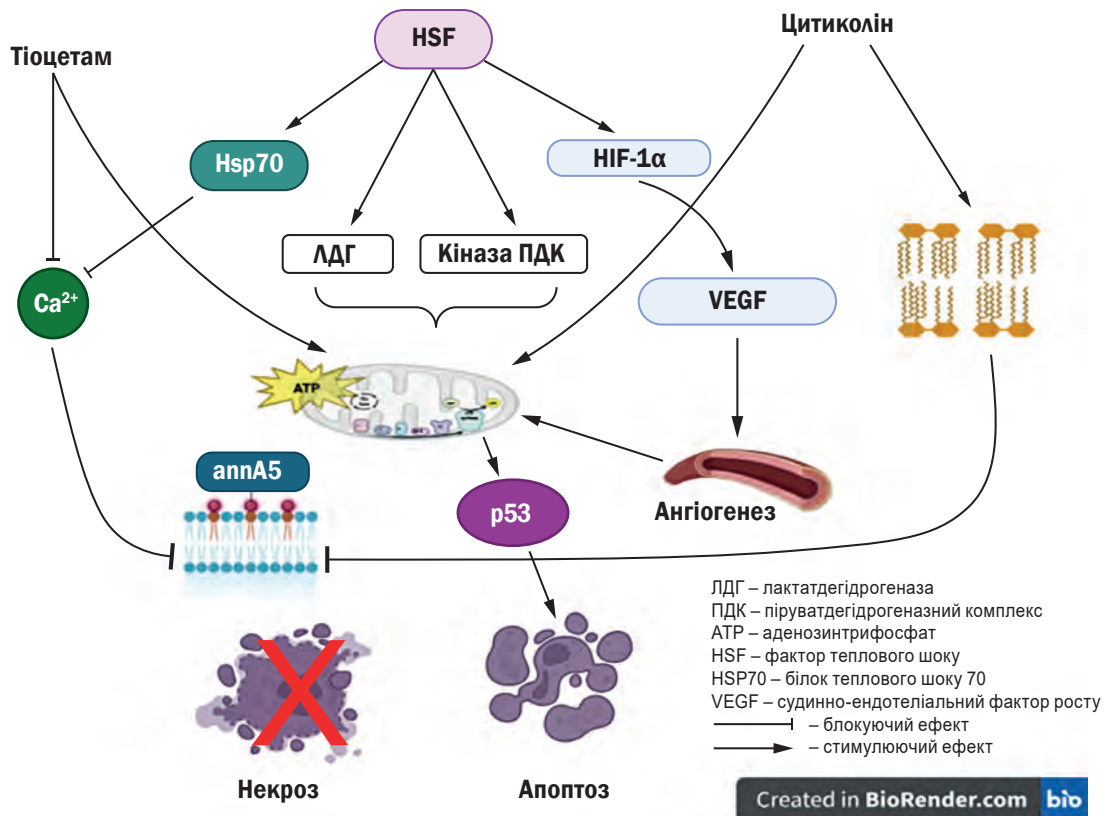 HSF
Цитиколін
Тіоцетам
Hsp70
HIF-1α
ЛДГ
Кіназа ПДК
Ca²⁺
VEGF
ATP
annA5
p53
Ангіогенез
ЛДГ – лактатдегідрогеназа
ПДК – піруватдегідрогеназний комплекс
АТР – аденозинтрифосфат
HSF – фактор теплового шоку
HSP70 – білок теплового шоку 70
VEGF – судинно-ендотеліальний фактор росту
– блокуючий ефект
– стимулюючий ефект
Некроз
Апоптоз
Created in BioRender.com bio